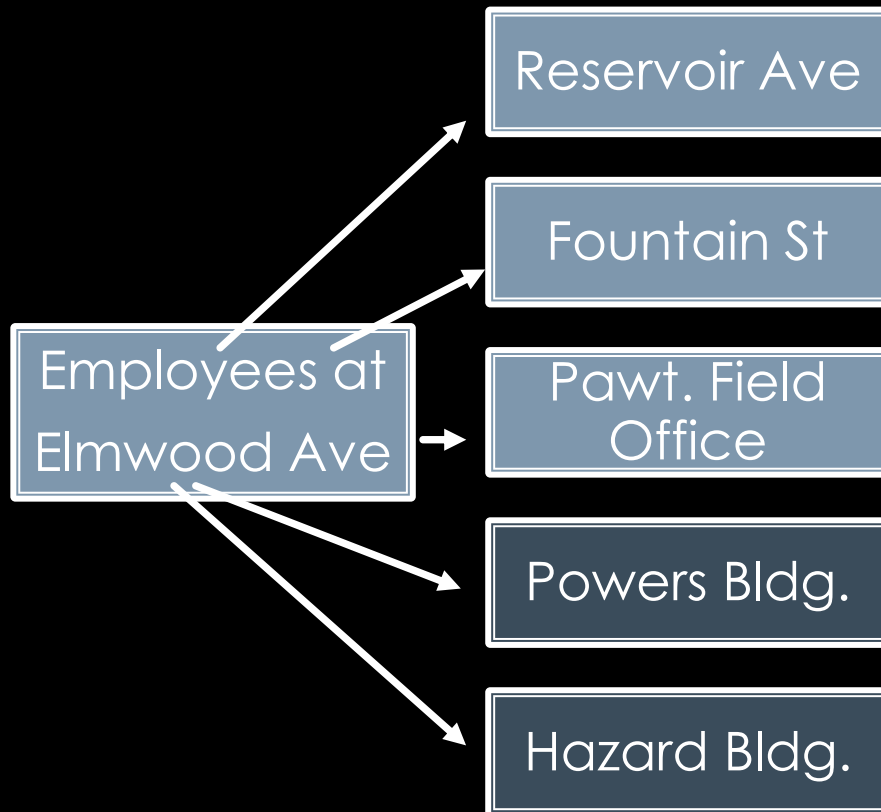 Reservoir Ave
Fountain St
Employees at
Elmwood Ave
Pawt. Field
Office
Powers Bldg.
Hazard Bldg.